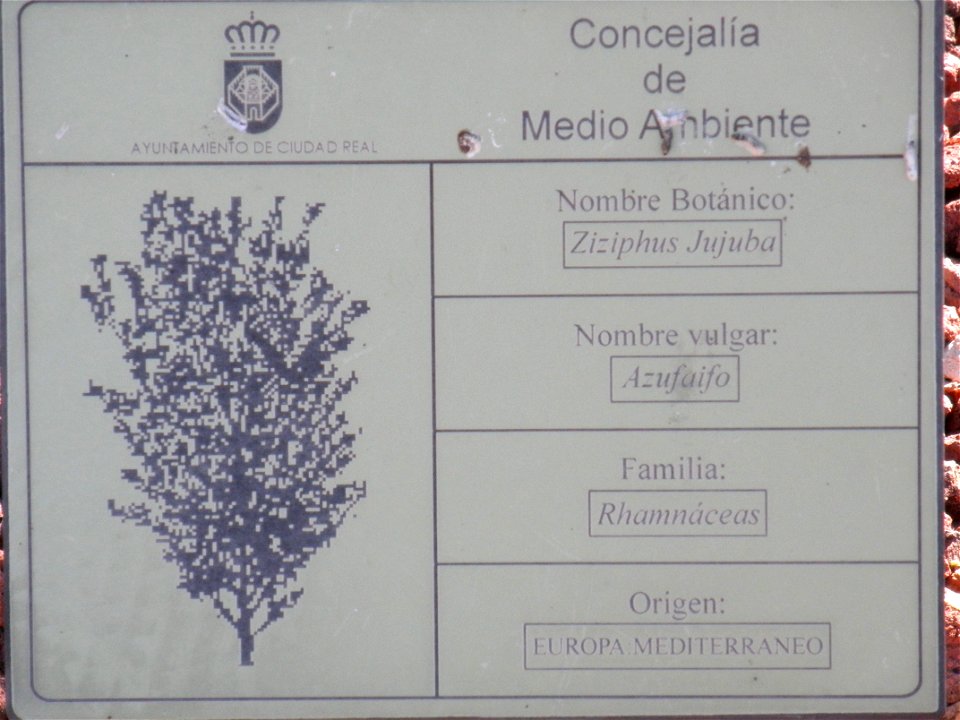 AYUNTAMIENTO DE CIUDAD REAL
Concejalía
de
Medio Ambiente
Nombre Botánico:
Ziziphus Jujuba
Nombre vulgar:
Azufaifo
Familia:
Rhamnáceas
Origen:
EUROPA MEDITERRANEO